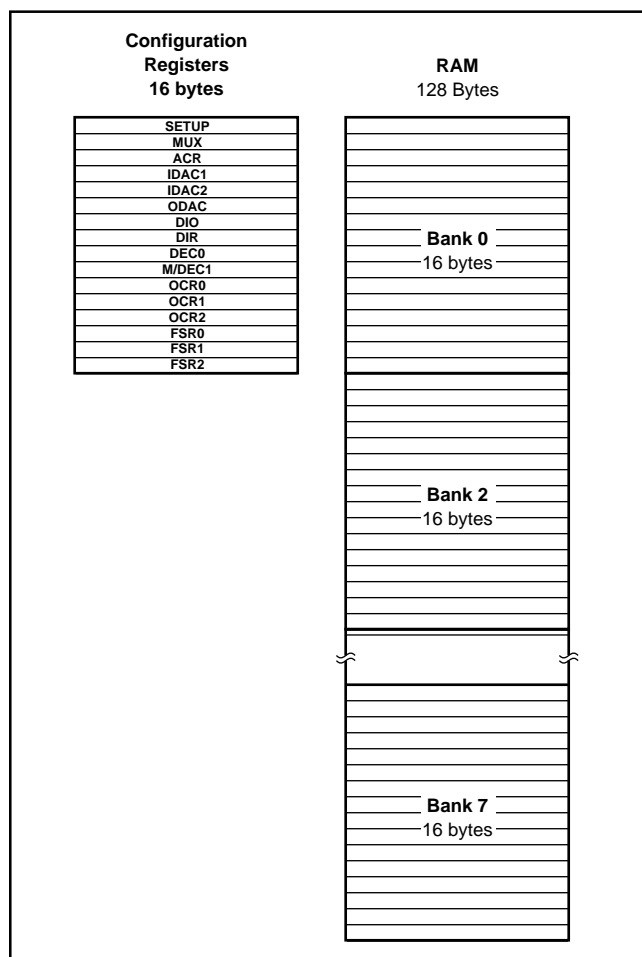 Configuration
Registers
16 bytes
SETUP
MUX
ACR
IDAC1
IDAC2
ODAC
DIO
DIR
DEC0
M/DEC1
OCR0
OCR1
OCR2
FSR0
FSR1
FSR2
RAM
128 Bytes
Bank 0
16 bytes
Bank 2
16 bytes
Bank 7
16 bytes